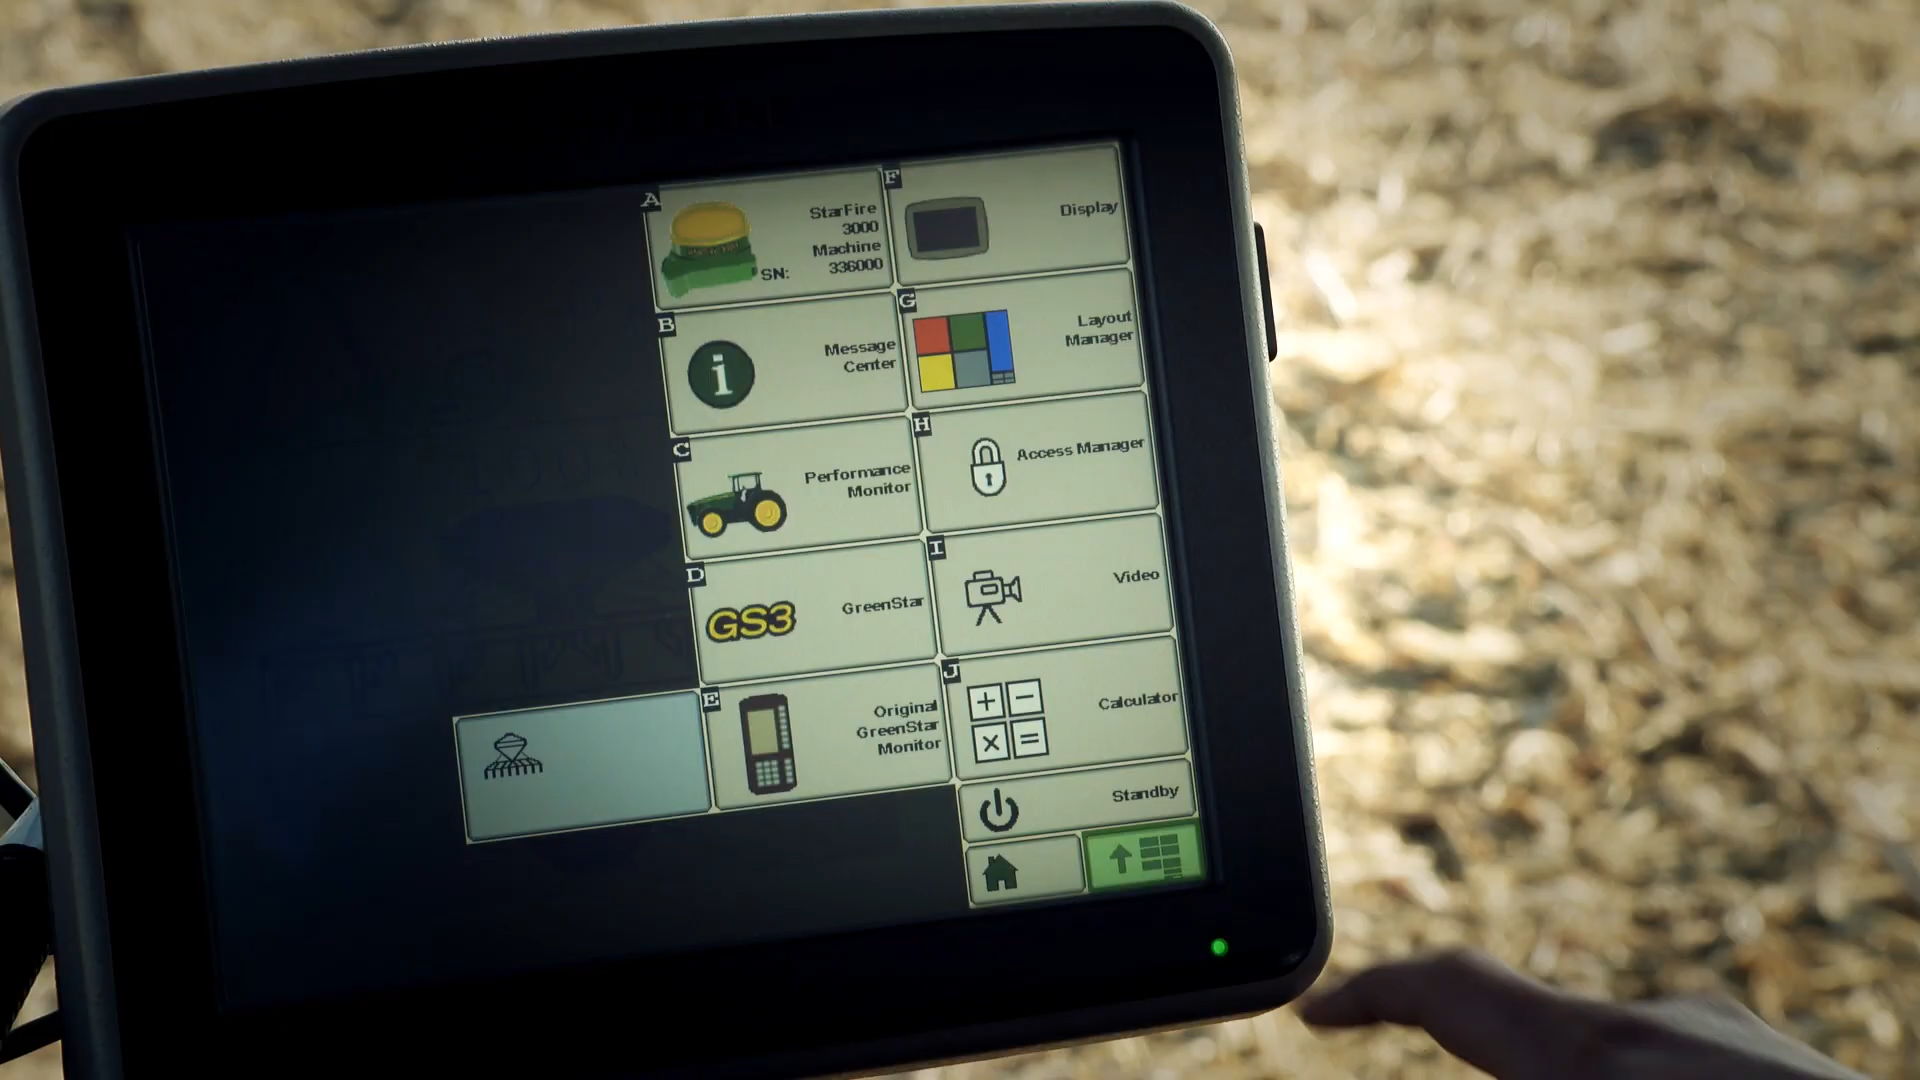 A
StarFire
3000
Machine
SN: 336000
B
Message
Center
C
Performance
Monitor
D
GS3
GreenStar
E
Original
GreenStar
Monitor
F
Display
G
Layout
Manager
H
Access Manager
I
Video
J
Calculator
Standby